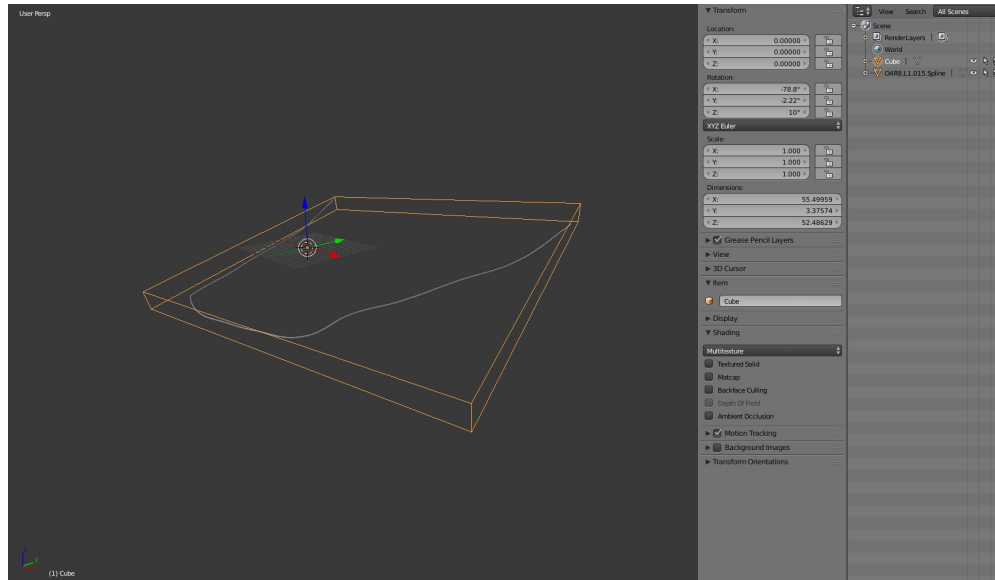 User Persp
(1) Cube
Transform
Location:
X: 0.00000
Y: 0.00000
Z: 0.00000
Rotation:
X: -78.8°
Y: -2.22°
Z: 10°
XYZ Euler
Scale:
X: 1.000
Y: 1.000
Z: 1.000
Dimensions:
X: 55.49959
Y: 3.37574
Z: 52.48629
Grease Pencil Layers
View
3D Cursor
Item
Cube
Display
Shading
Multitexture
Textured Solid
Matcap
Backface Culling
Depth Of Field
Ambient Occlusion
Motion Tracking
Background Images
Transform Orientations
View Search All Scenes
Scene
RenderLayers
World
Cube
O4R8.L1.015.Spline